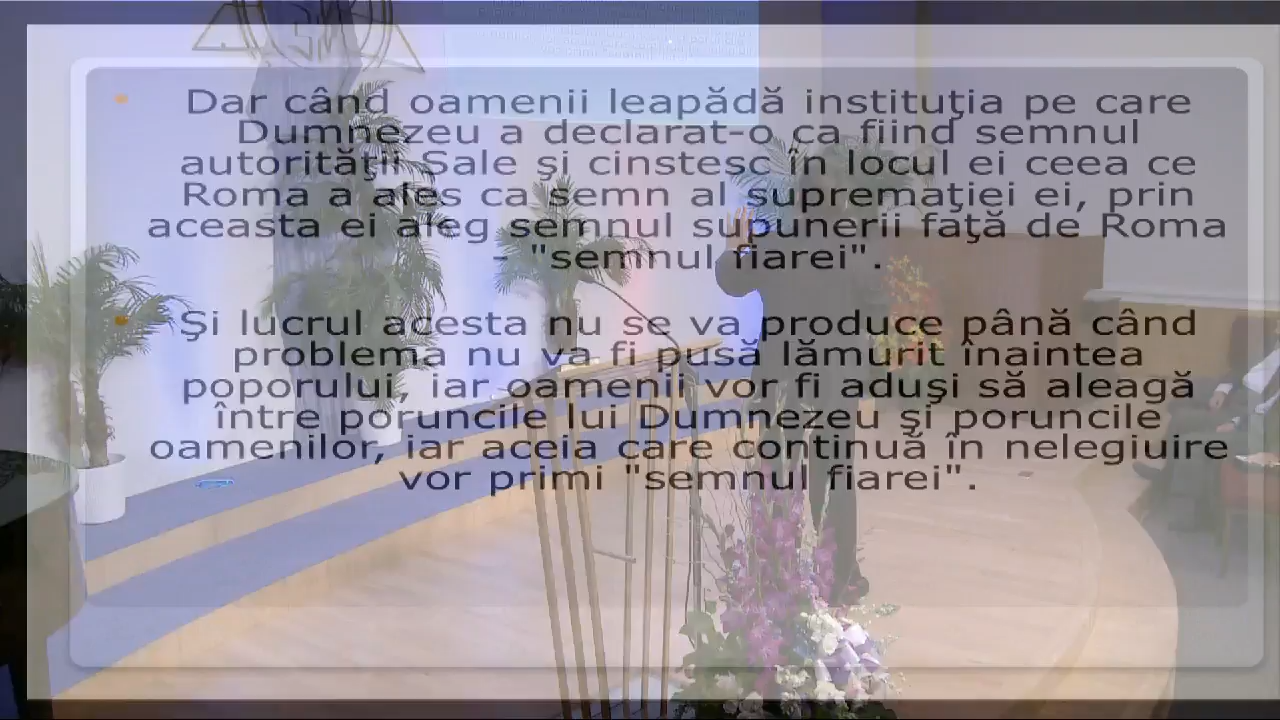 Dar când oamenii leapădă instituţia pe care
Dumnezeu a declarat-o ca fiind semnul
autorităţii Sale şi cinstesc în locul ei ceea ce
Roma a ales ca semn al supremaţiei ei, prin
aceasta ei aleg semnul supunerii faţă de Roma
- "semnul fiarei".
Şi lucrul acesta nu se va produce până când
problema nu va fi pusă lămurit înaintea
poporului, iar oamenii vor fi aduşi să aleagă
între poruncile lui Dumnezeu şi poruncile
oamenilor, iar aceia care continuă în nelegiuire
vor primi "semnul fiarei".